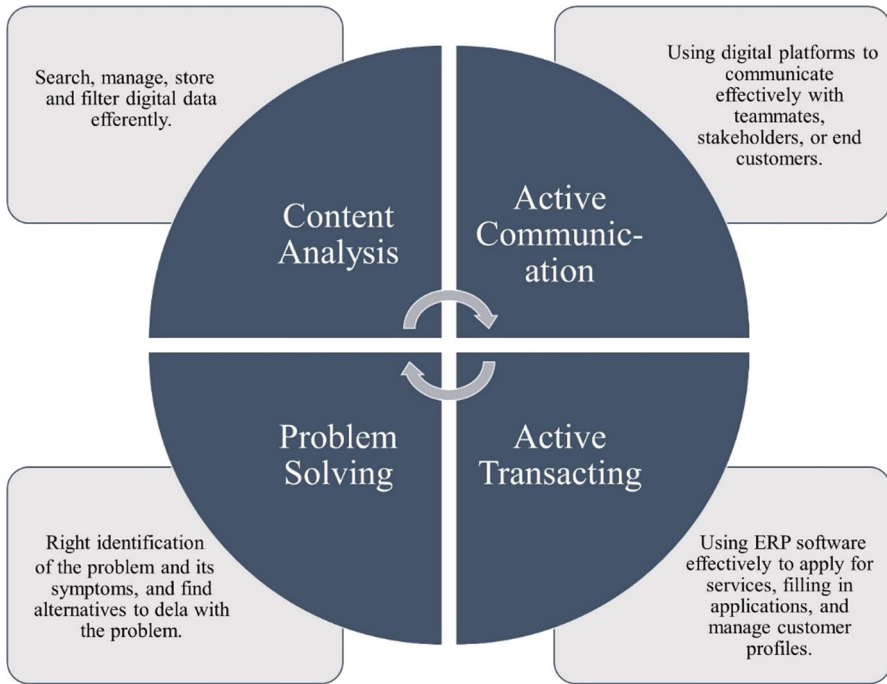 Search, manage, store
and filter digital data
efferently.
Using digital platforms to
communicate
effectively with
teammates,
stakeholders, or end
customers.
Content
Analysis
Active
Communic-
ation
Problem
Solving
Active
Transacting
Right identification
of the problem and its
symptoms, and find
alternatives to dela with
the problem.
Using ERP software
effectively to apply for
services, filling in
applications, and
manage customer
profiles.